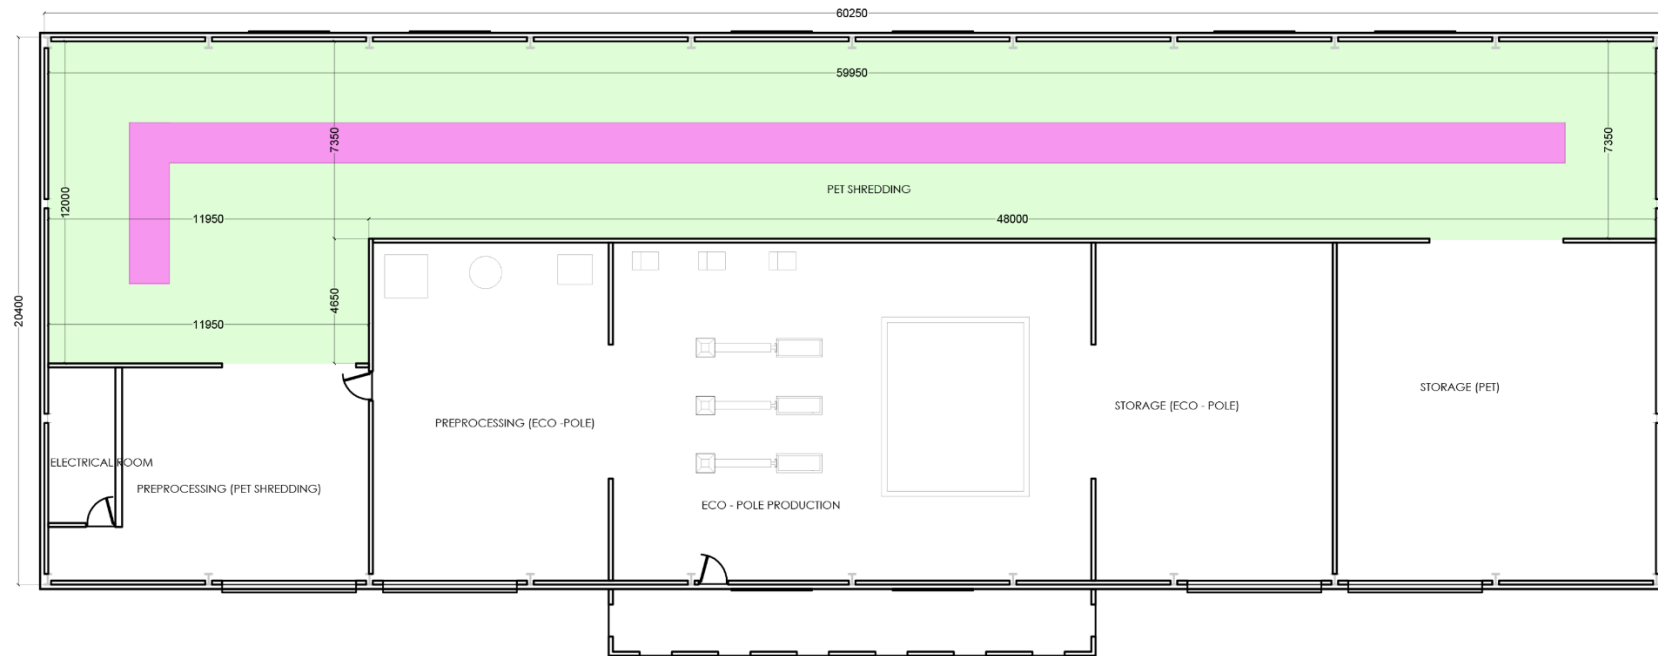 60250
59950
7350
7350
12000
PET SHREDDING
11950
48000
4650
11950
20400
STORAGE (PET)
STORAGE (ECO - POLE)
PREPROCESSING (ECO -POLE)
ELECTRICAL ROOM
PREPROCESSING (PET SHREDDING)
ECO - POLE PRODUCTION